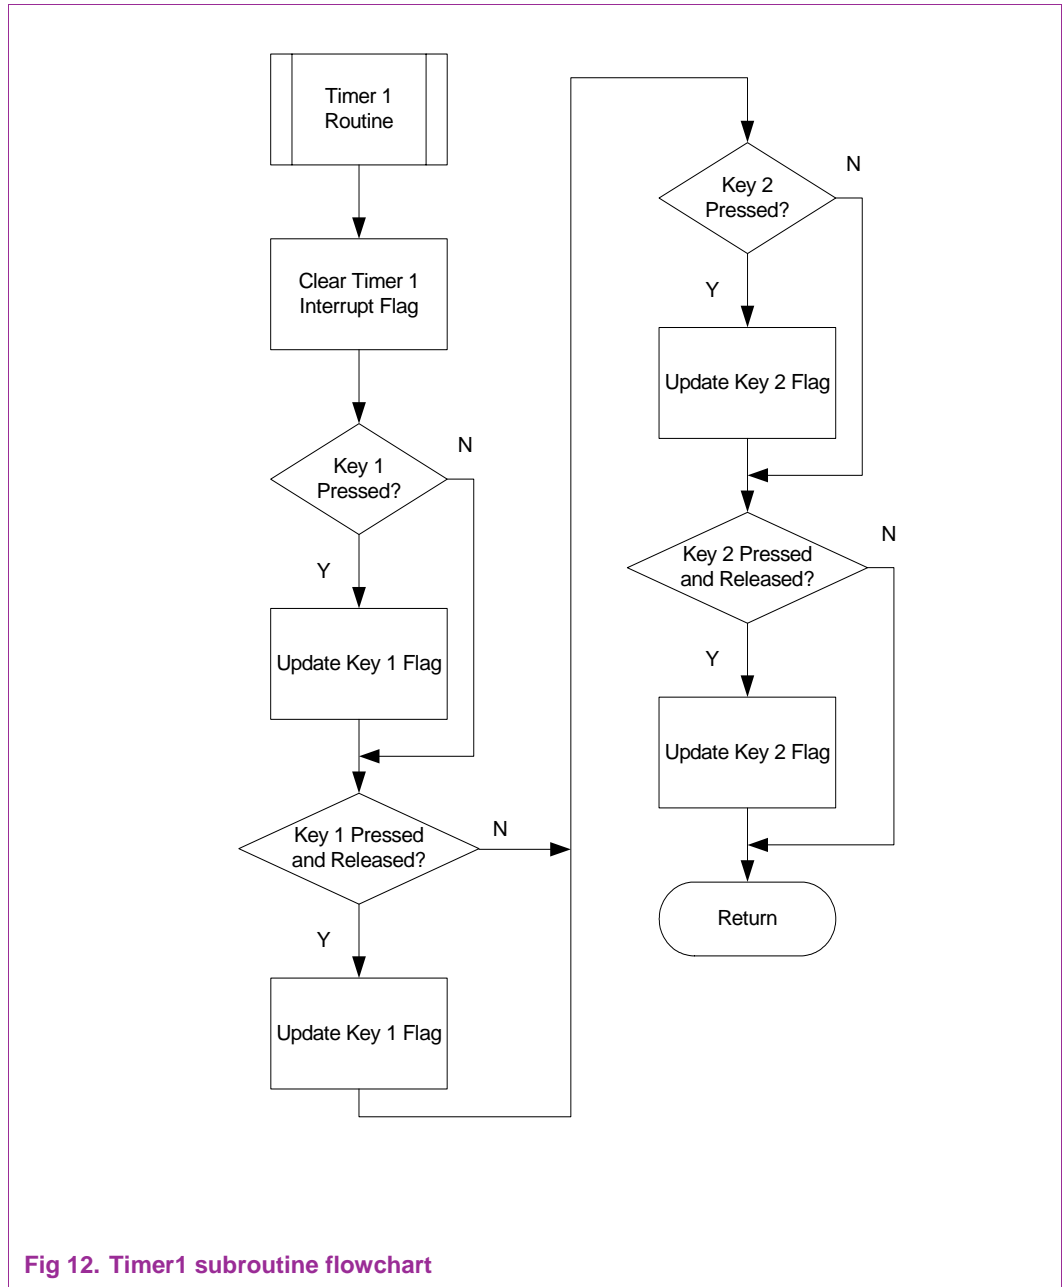 Timer 1
Routine
Clear Timer 1
Interrupt Flag
Key 1
Pressed?
N
Y
Update Key 1 Flag
Key 1 Pressed
and Released?
N
Y
Update Key 1 Flag
Key 2
Pressed?
N
Y
Update Key 2 Flag
Key 2 Pressed
and Released?
N
Y
Update Key 2 Flag
Return
Fig 12. Timer1 subroutine flowchart